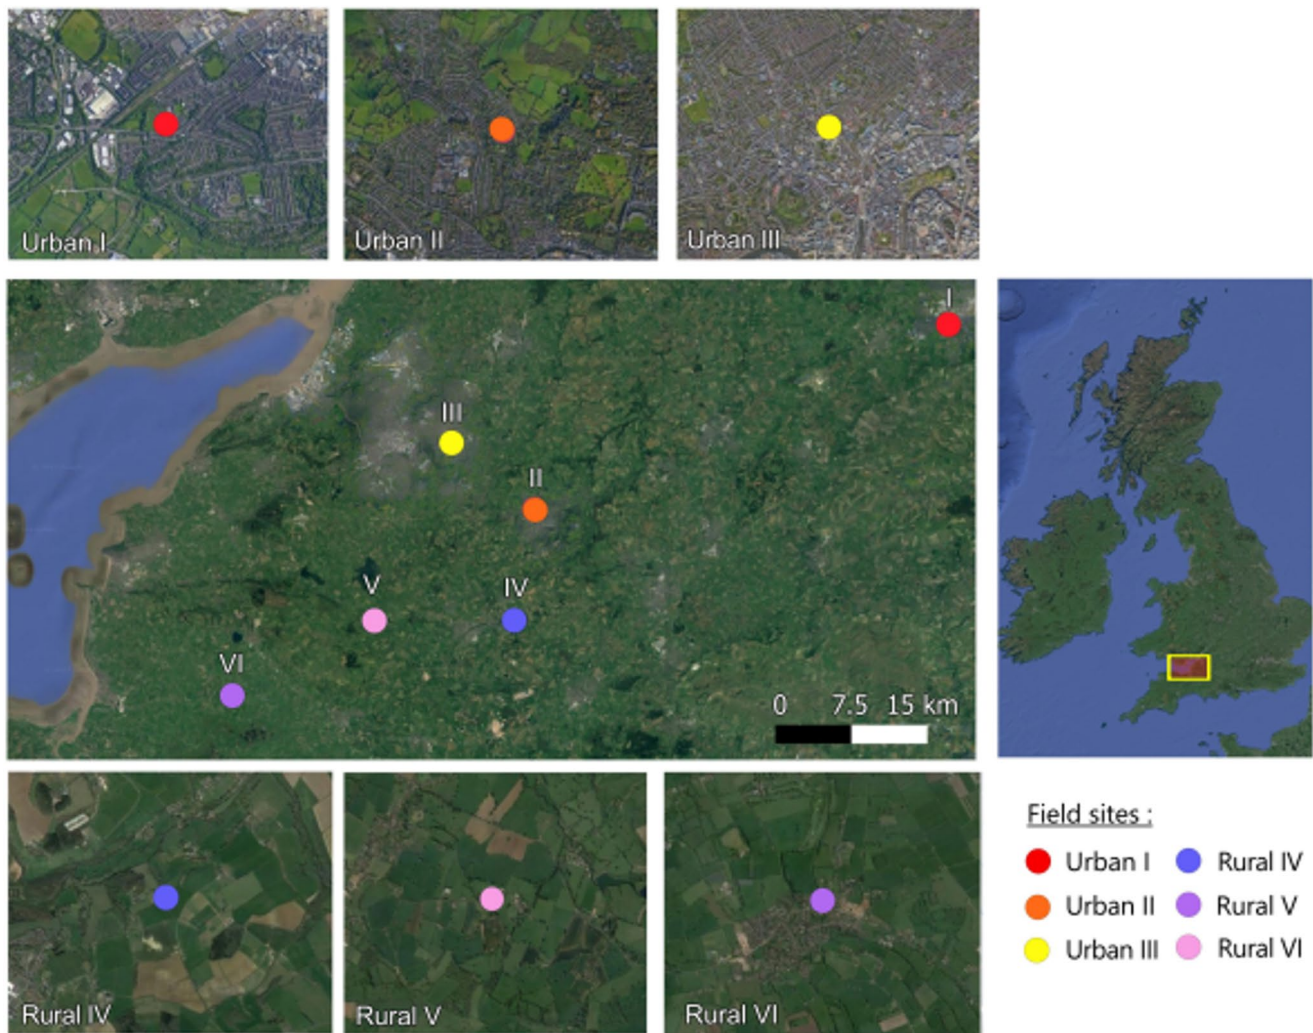 Urban I
Urban II
Urban III
I
III
II
V
IV
VI
0 7.5 15 km
Rural IV
Rural V
Rural VI
Field sites :
Urban I
Rural IV
Urban II
Rural V
Urban III
Rural VI